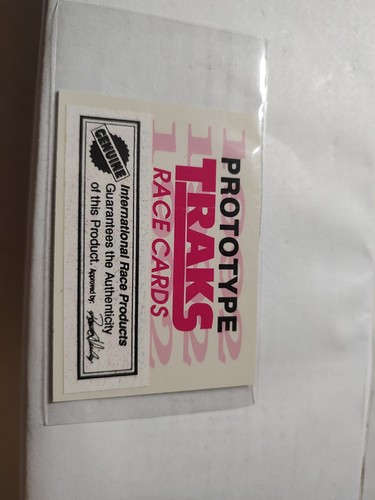 PROTOTYPE
TRAKS
RACE CARDS
GENUINE
International Race Products
Guarantees the Authenticity
of this Product. Approved by: